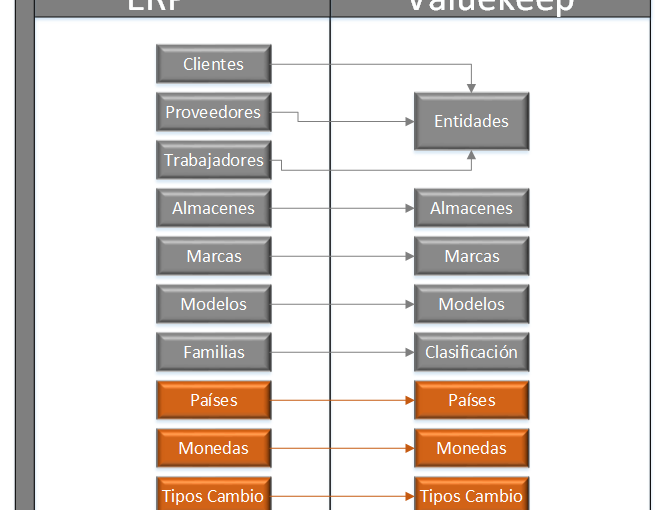 ERP Valuekeep
Clientes
Proveedores Entidades
Trabajadores
Almacenes Almacenes
Marcas Marcas
Modelos Modelos
Familias Clasificación
Países Países
Monedas Monedas
Tipos Cambio Tipos Cambio